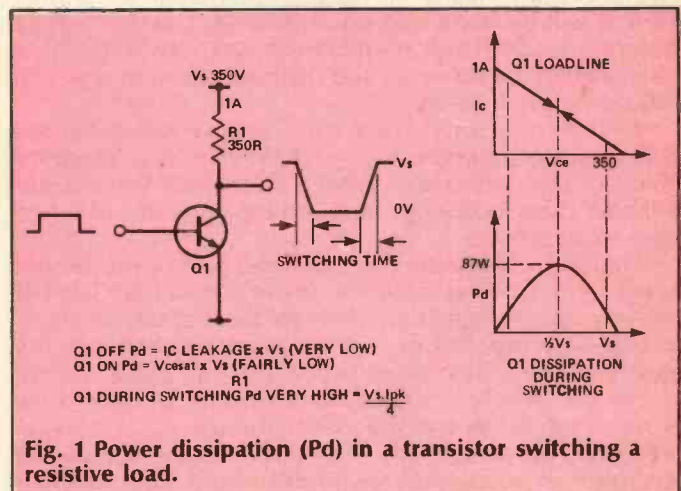 Vs 350V
1A
R1
350R
Q1
Vs
0V
SWITCHING TIME
1A
Ic
Q1 LOADLINE
Vce
350
87W
Pd
½Vs
Vs
Q1 DISSIPATION
DURING
SWITCHING
Q1 OFF Pd = IC LEAKAGE x Vs (VERY LOW)
Q1 ON Pd = Vcesat x Vs (FAIRLY LOW)
R1
Q1 DURING SWITCHING Pd VERY HIGH = Vs.Ipk
4
Fig. 1 Power dissipation (Pd) in a transistor switching a
resistive load.